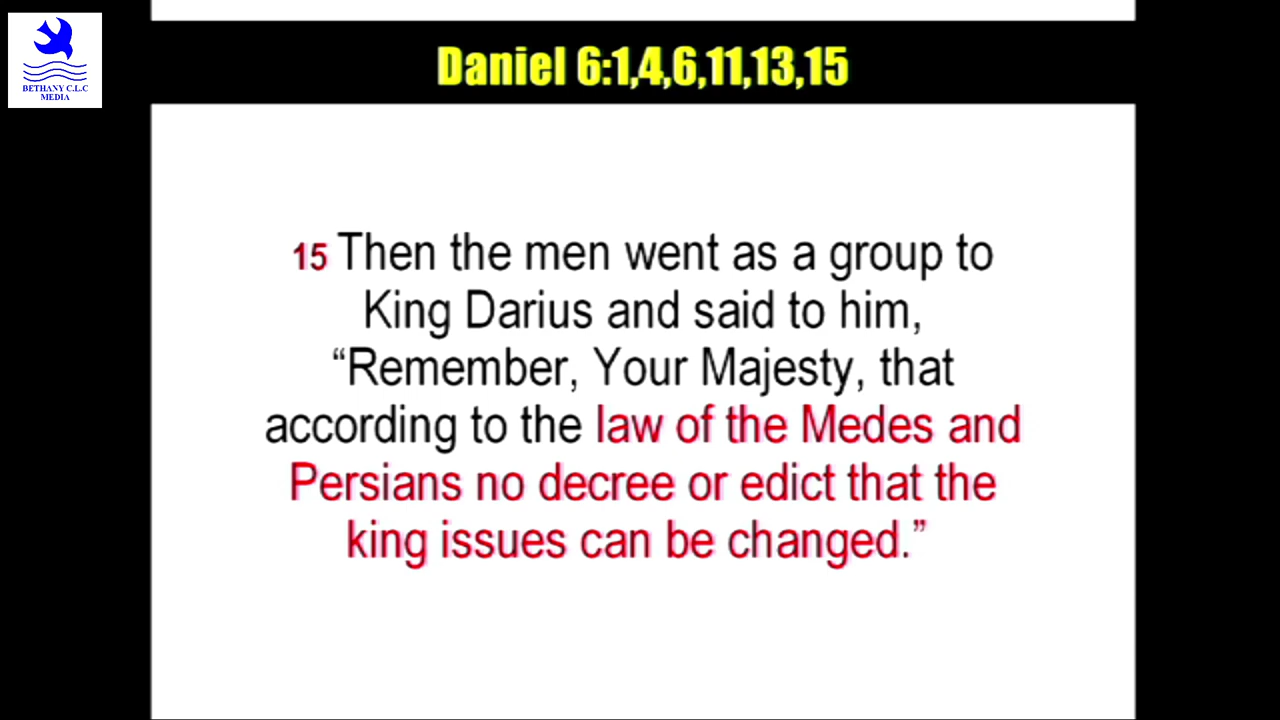 BETHANY C.L.C
MEDIA
Daniel 6:1,4,6,11,13,15
15 Then the men went as a group to
King Darius and said to him,
“Remember, Your Majesty, that
according to the law of the Medes and
Persians no decree or edict that the
king issues can be changed.”